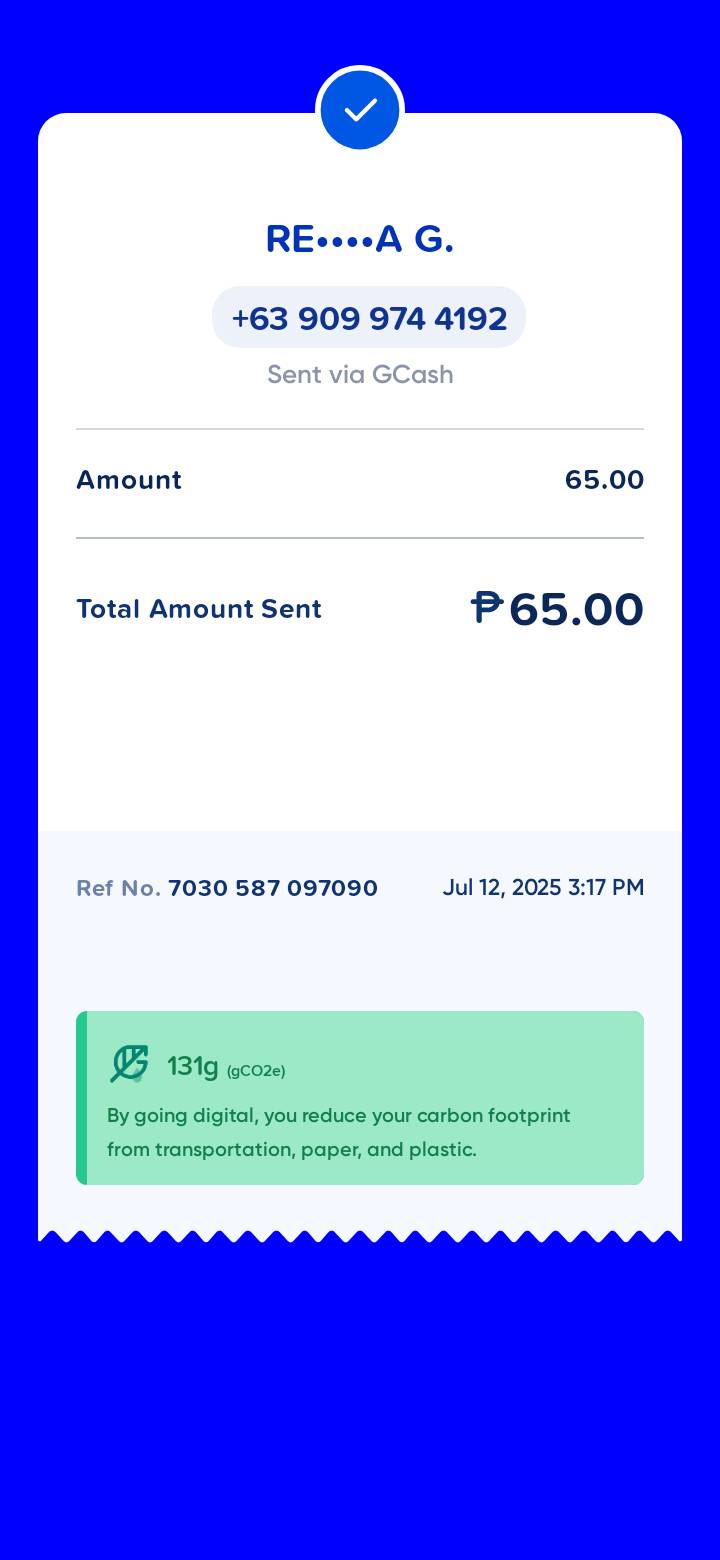 RE••••A G.
+63 909 974 4192
Sent via GCash
Amount 65.00
Total Amount Sent ₱65.00
Ref No. 7030 587 097090 Jul 12, 2025 3:17 PM
131g (gCO2e)
By going digital, you reduce your carbon footprint
from transportation, paper, and plastic.